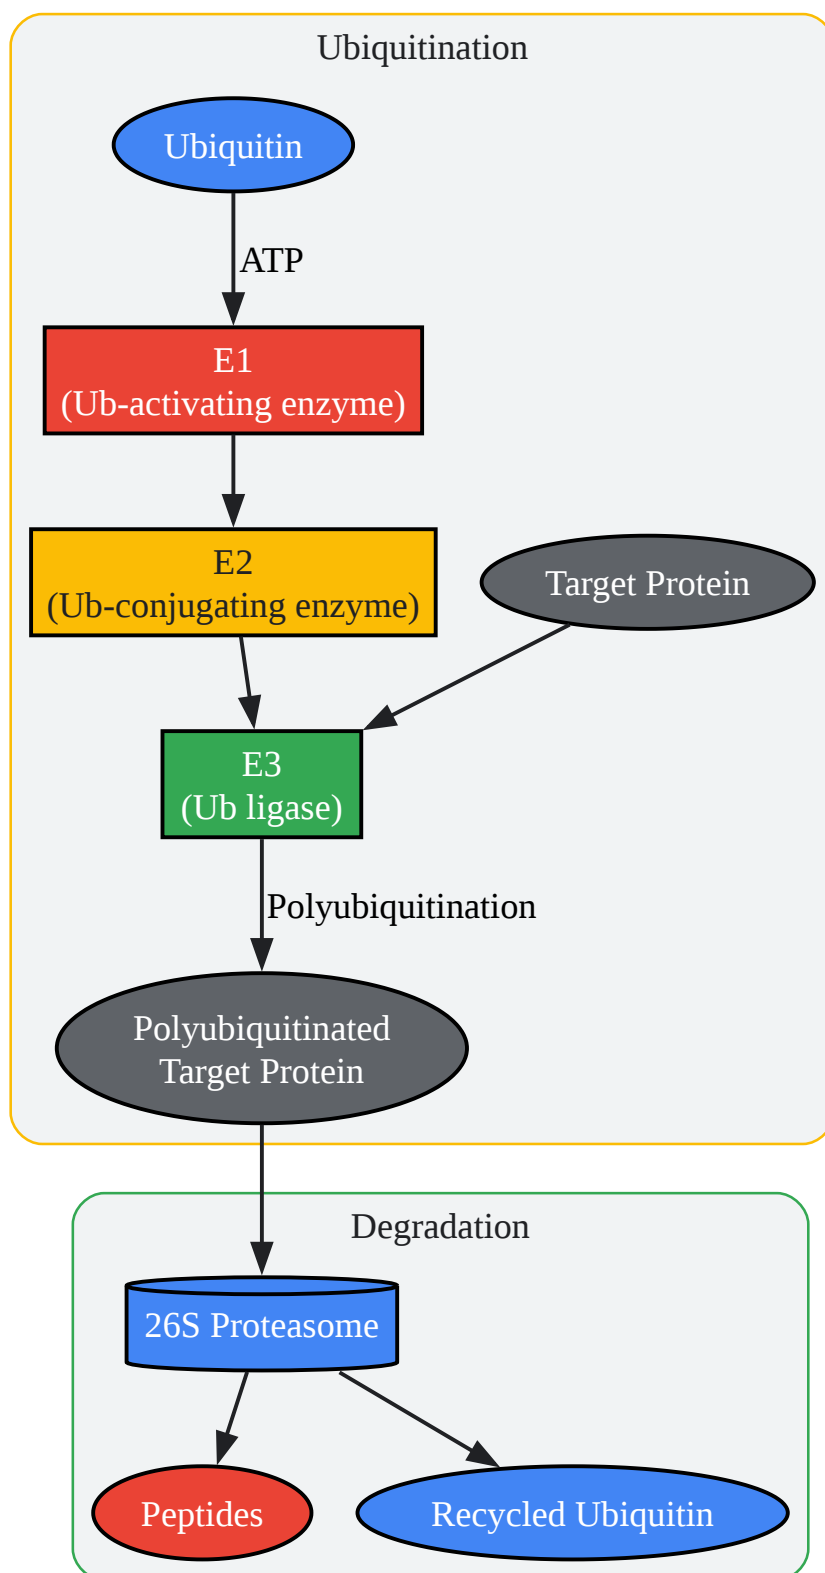 Ubiquitination
Ubiquitin
ATP
E1
(Ub-activating enzyme)
E2
(Ub-conjugating enzyme)
Target Protein
E3
(Ub ligase)
Polyubiquitination
Polyubiquitinated
Target Protein
Degradation
26S Proteasome
Peptides
Recycled Ubiquitin